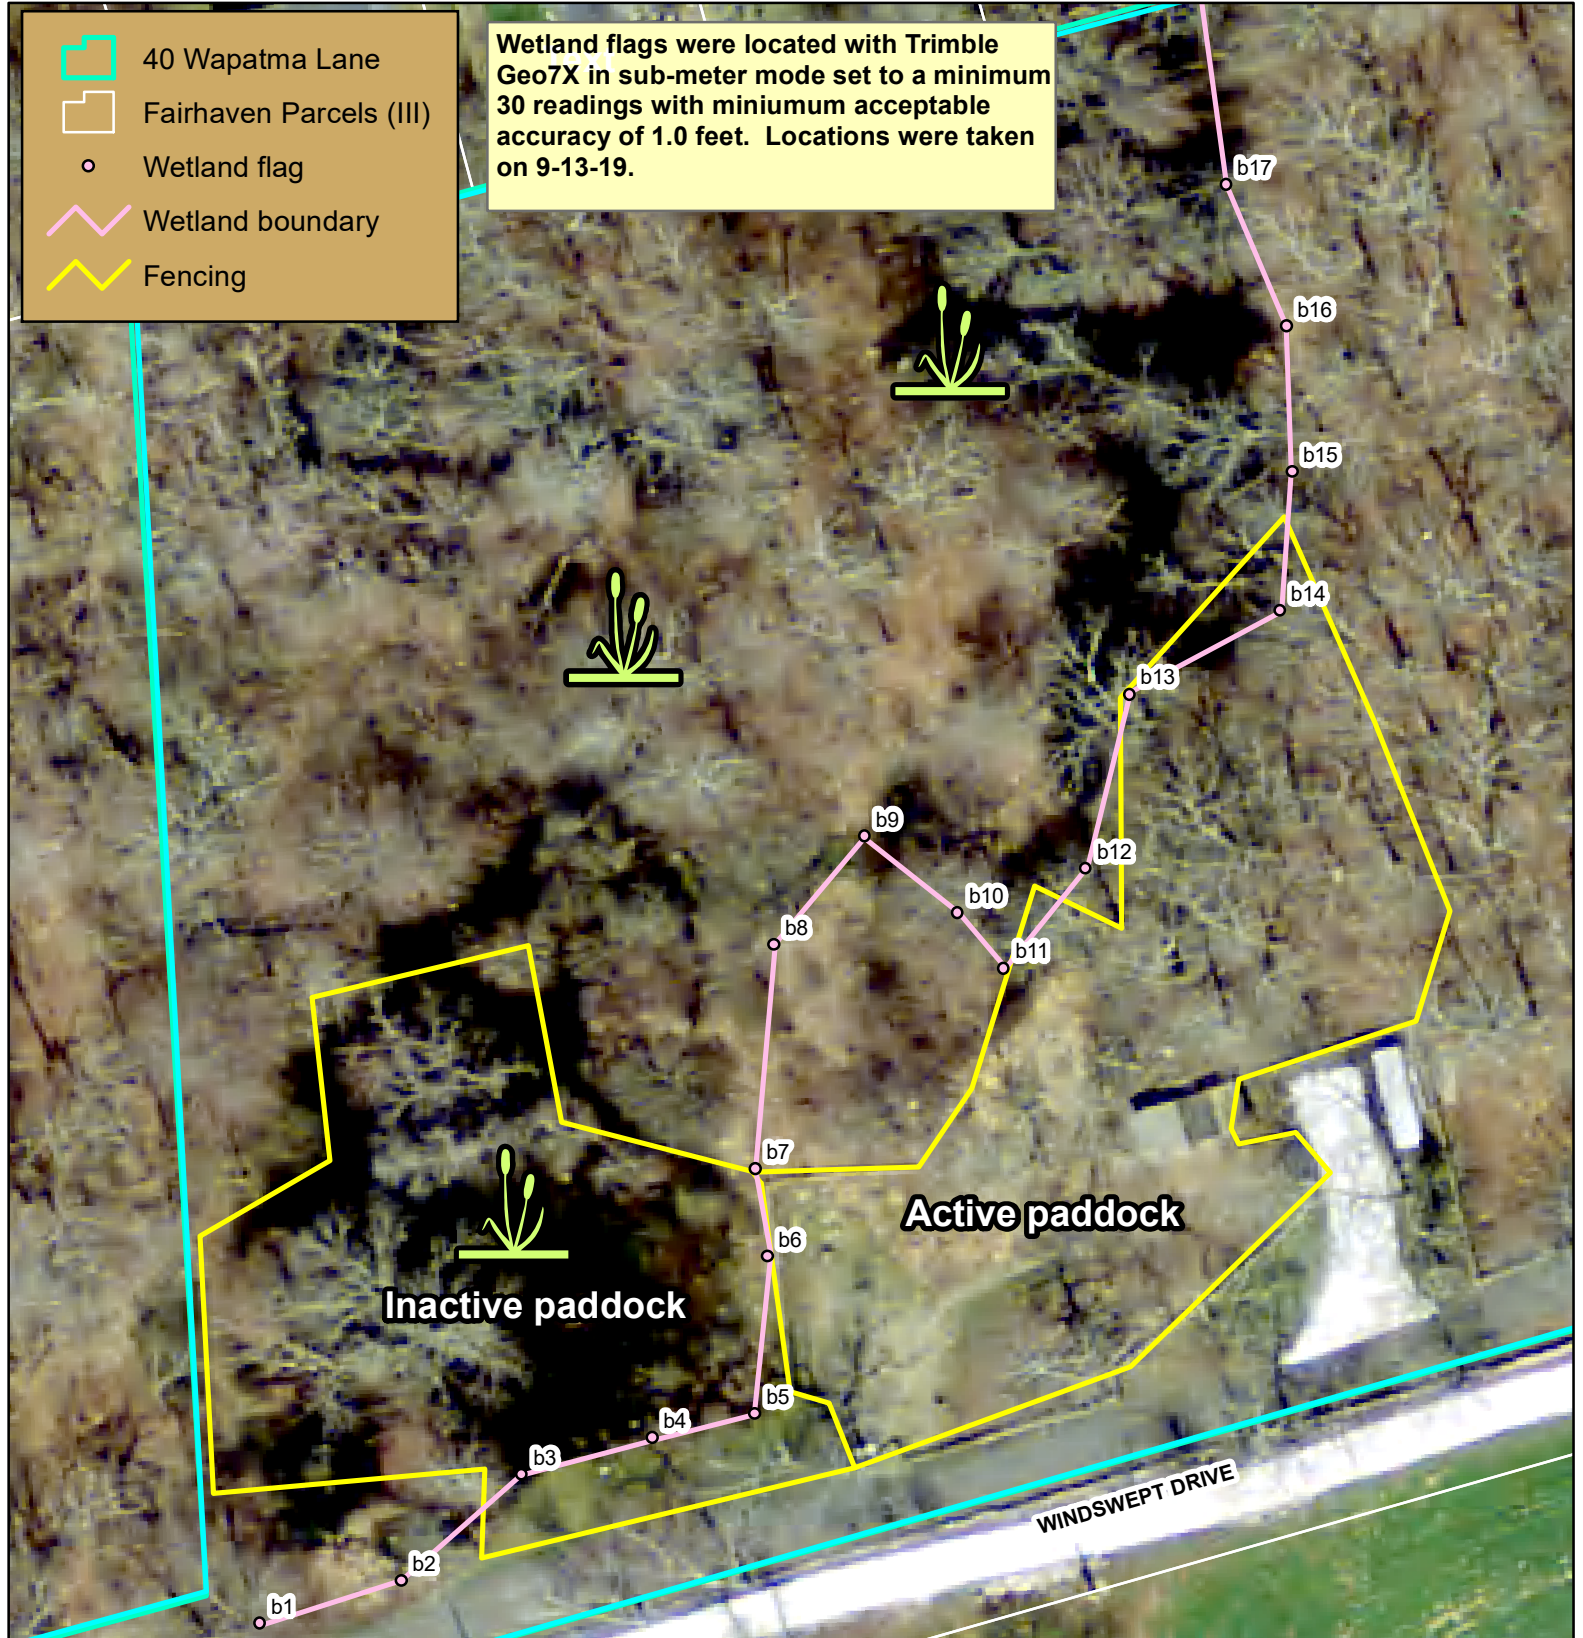 40 Wapatma Lane
Fairhaven Parcels (III)
Wetland flag
Wetland boundary
Fencing
Wetland flags were located with Trimble
Geo7X in sub-meter mode set to a minimum
30 readings with miniumum acceptable
accuracy of 1.0 feet.  Locations were taken
on 9-13-19.
b17
b16
b15
b14
b13
b9
b12
b10
b8
b11
b7
Active paddock
b6
Inactive paddock
b5
b4
b3
WINDSWEPT DRIVE
b2
b1